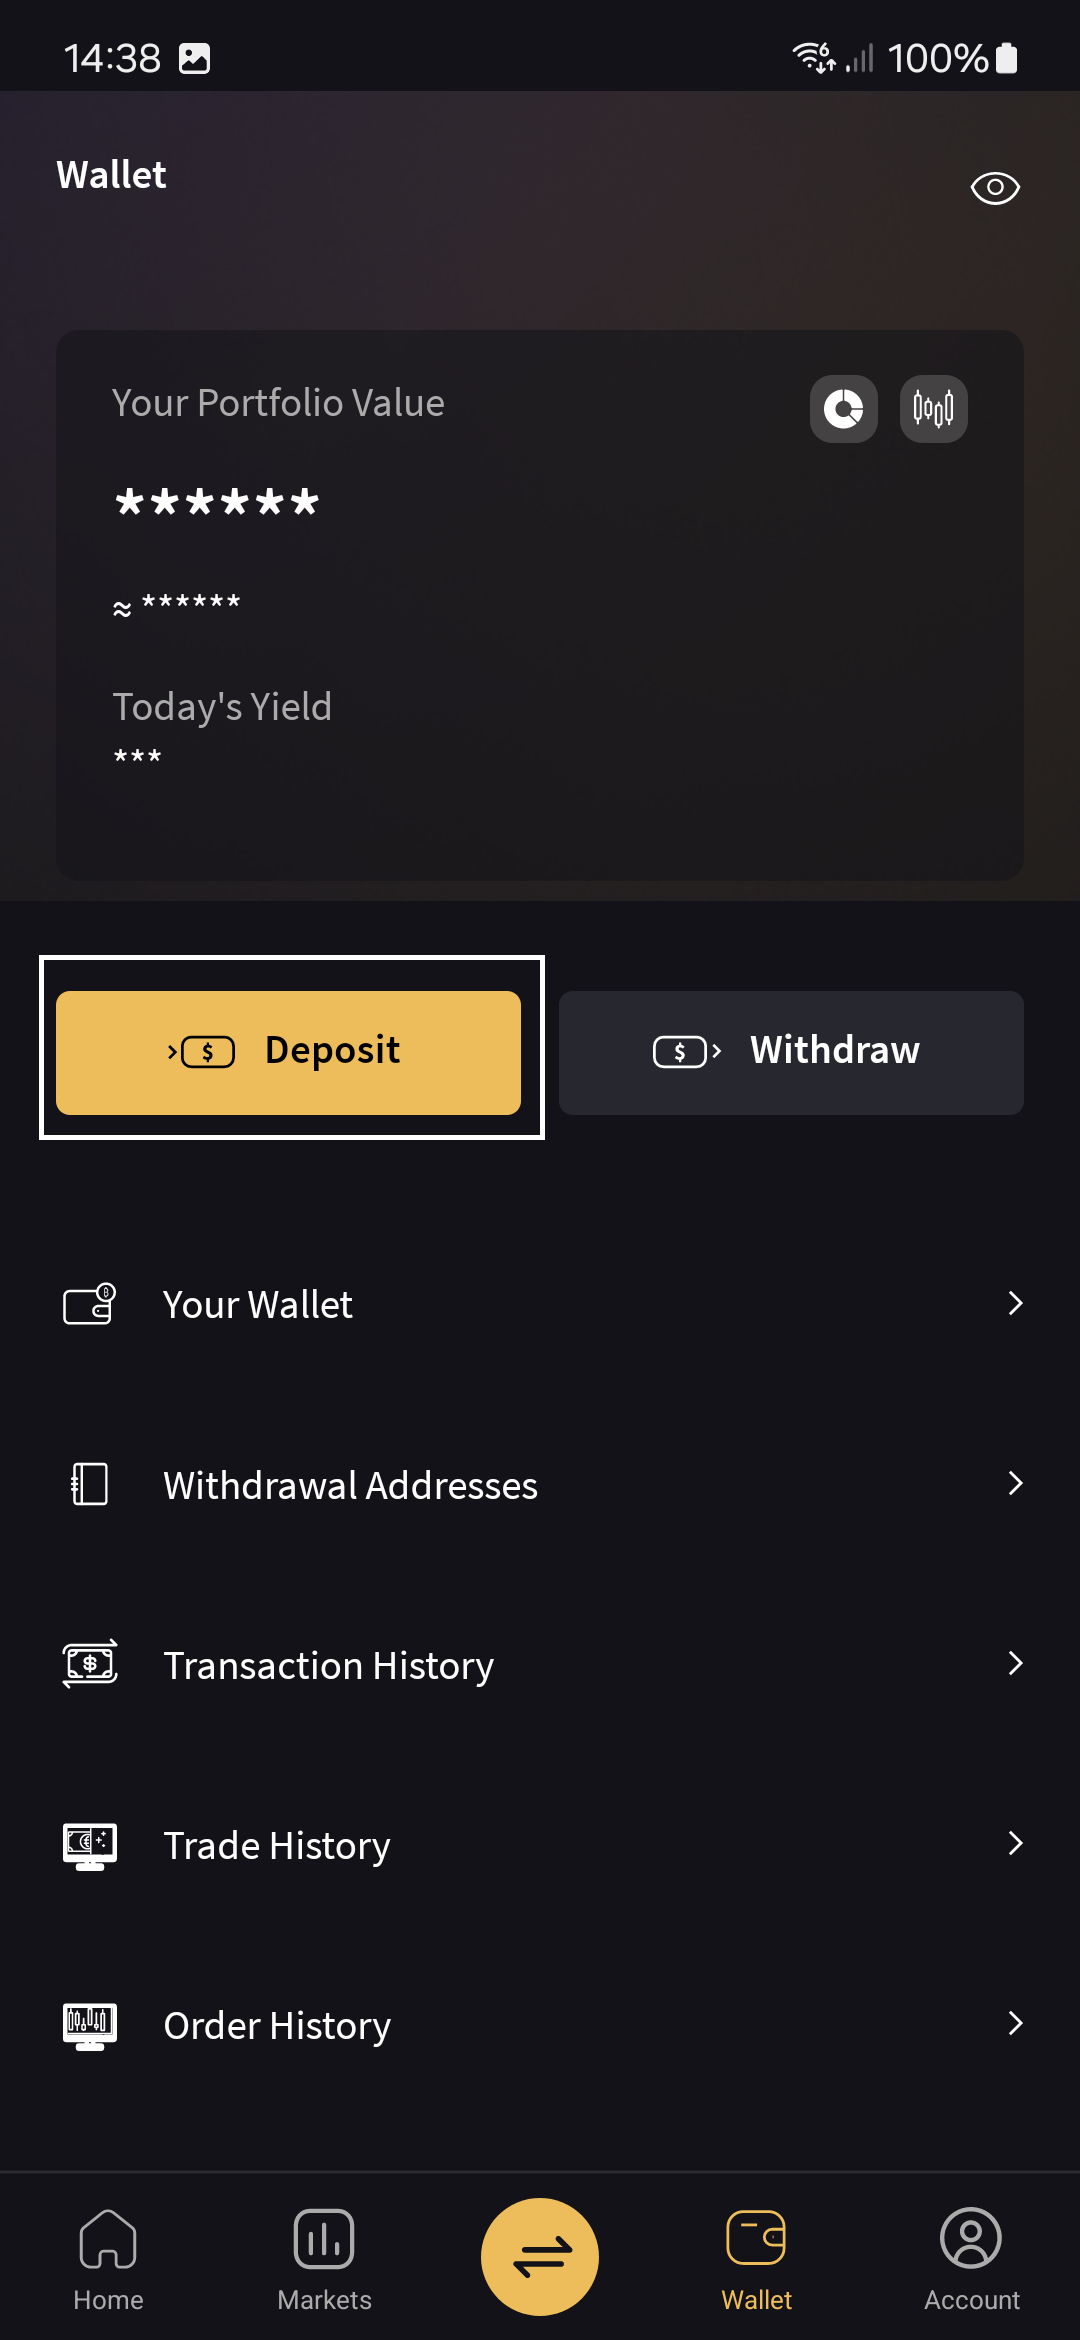 14:38 100%
Wallet
Your Portfolio Value
******
≈ ******
Today's Yield
***
Deposit Withdraw
Your Wallet
Withdrawal Addresses
Transaction History
Trade History
Order History
Home Markets Wallet Account